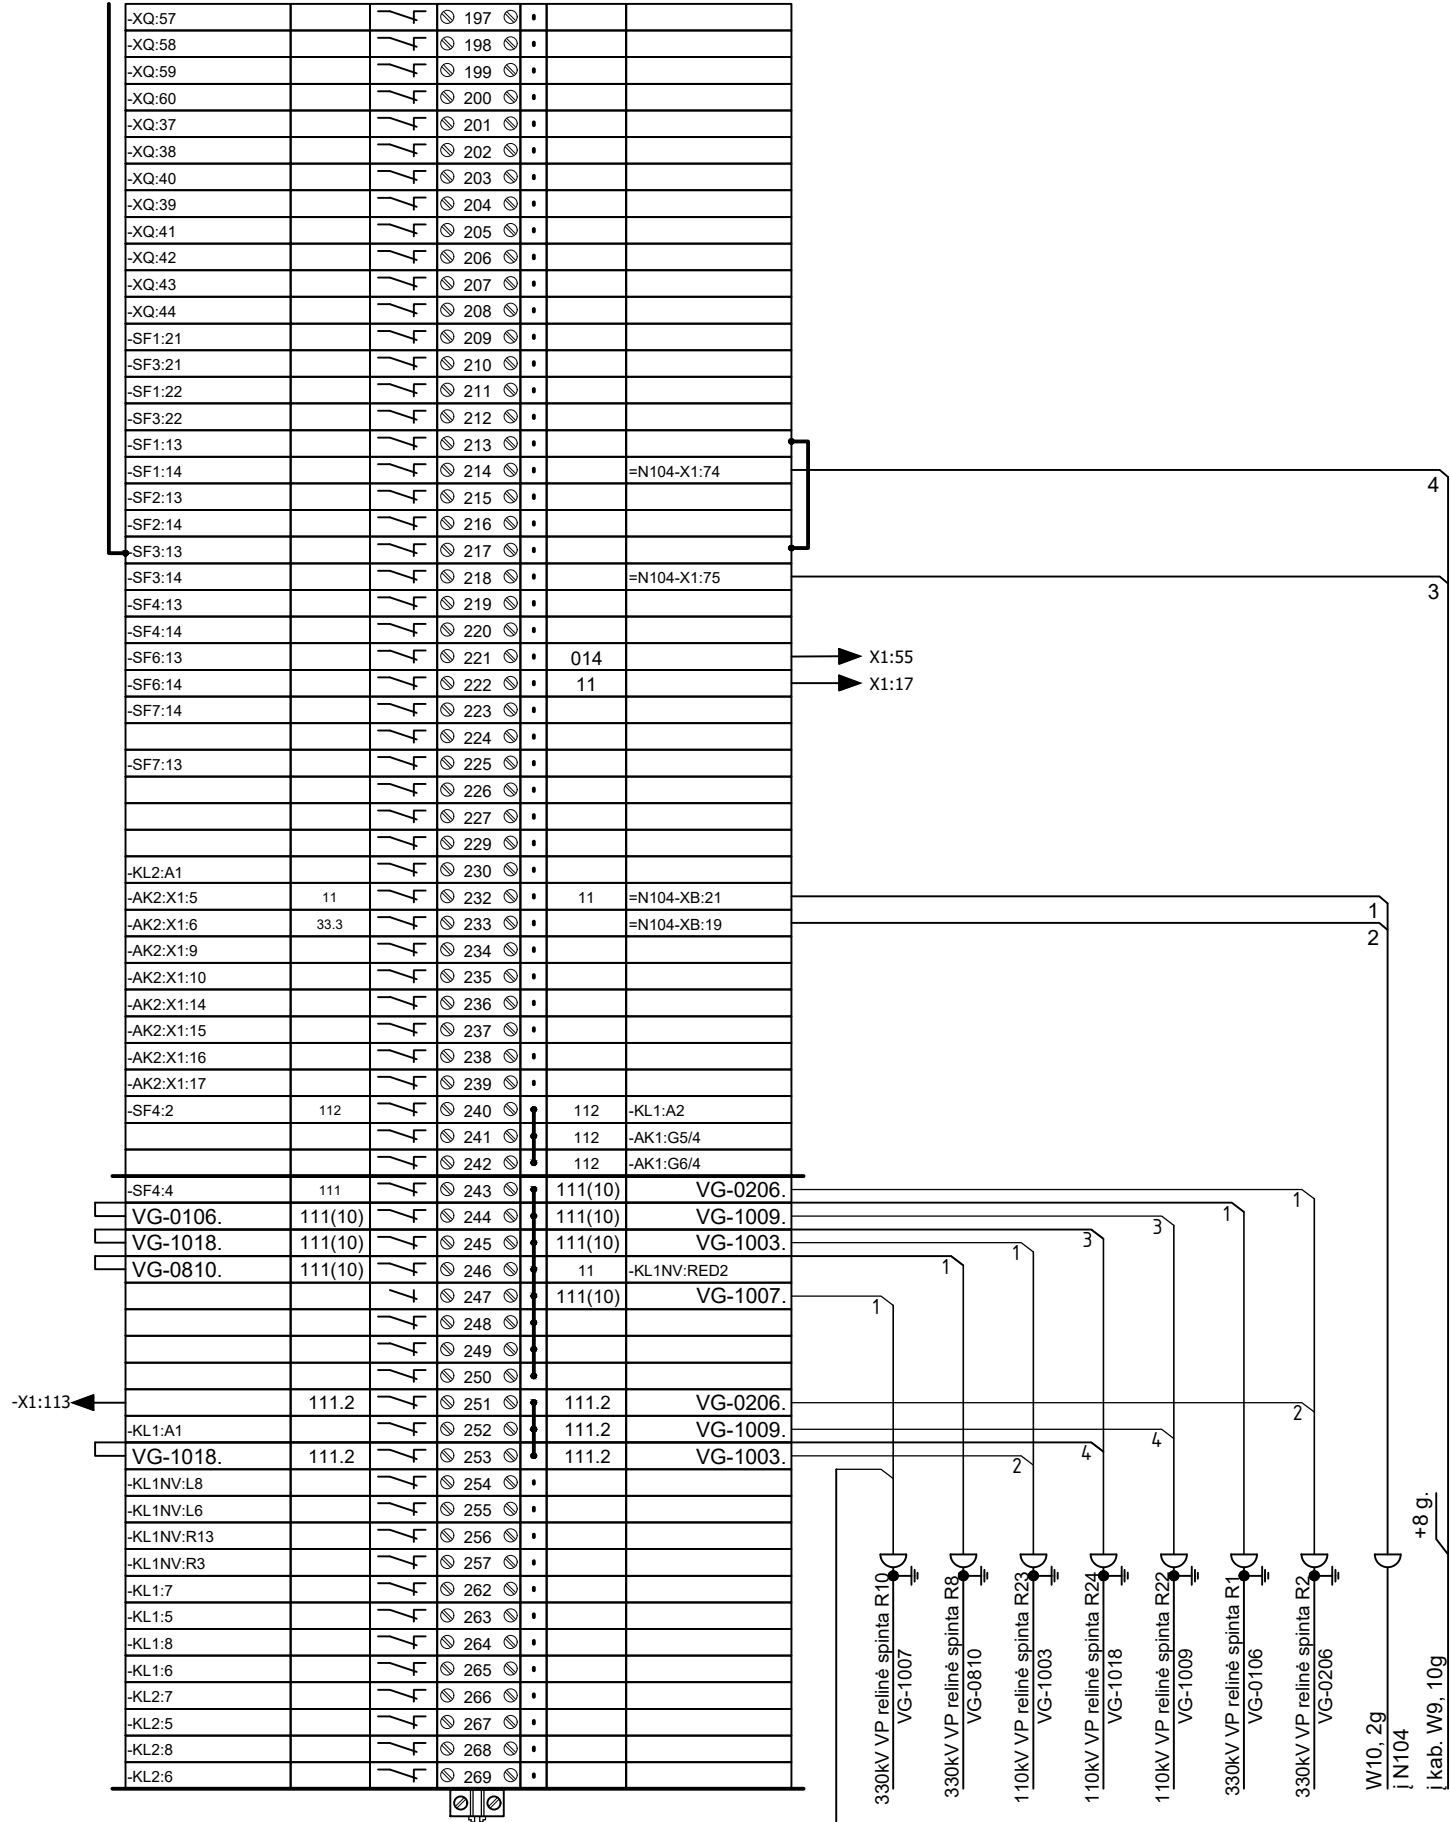 -XQ:57 197
-XQ:58 198
-XQ:59 199
-XQ:60 200
-XQ:37 201
-XQ:38 202
-XQ:40 203
-XQ:39 204
-XQ:41 205
-XQ:42 206
-XQ:43 207
-XQ:44 208
-SF1:21 209
-SF3:21 210
-SF1:22 211
-SF3:22 212
-SF1:13 213
-SF1:14 214 =N104-X1:74 4
-SF2:13 215
-SF2:14 216
-SF3:13 217
-SF3:14 218 =N104-X1:75 3
-SF4:13 219
-SF4:14 220
-SF6:13 221 014 X1:55
-SF6:14 222 11 X1:17
-SF7:14 223
224
-SF7:13 225
226
227
229
-KL2:A1 230
-AK2:X1:5 11 232 11 =N104-XB:21 1
-AK2:X1:6 33.3 233 =N104-XB:19 2
-AK2:X1:9 234
-AK2:X1:10 235
-AK2:X1:14 236
-AK2:X1:15 237
-AK2:X1:16 238
-AK2:X1:17 239
-SF4:2 112 240 112 -KL1:A2
241 112 -AK1:G5/4
242 112 -AK1:G6/4
-SF4:4 111 243 111(10) VG-0206. 1
VG-0106. 111(10) 244 111(10) VG-1009. 3 1
VG-1018. 111(10) 245 111(10) VG-1003. 1 3
VG-0810. 111(10) 246 11 -KL1NV:RED2 1
247 111(10) VG-1007. 1
248
249
250
-X1:113 111.2 251 111.2 VG-0206. 2
-KL1:A1 252 111.2 VG-1009. 4
VG-1018. 111.2 253 111.2 VG-1003. 2 4
-KL1NV:L8 254
-KL1NV:L6 255
-KL1NV:R13 256
-KL1NV:R3 257
-KL1:7 262
-KL1:5 263
-KL1:8 264
-KL1:6 265
-KL2:7 266
-KL2:5 267
-KL2:8 268
-KL2:6 269
330kV VP relinė spinta R10
VG-1007
330kV VP relinė spinta R8
VG-0810
110kV VP relinė spinta R23
VG-1003
110kV VP relinė spinta R24
VG-1018
110kV VP relinė spinta R22
VG-1009
330kV VP relinė spinta R1
VG-0106
330kV VP relinė spinta R2
VG-0206
W10, 2g
į N104
+8 g.
į kab. W9, 10g